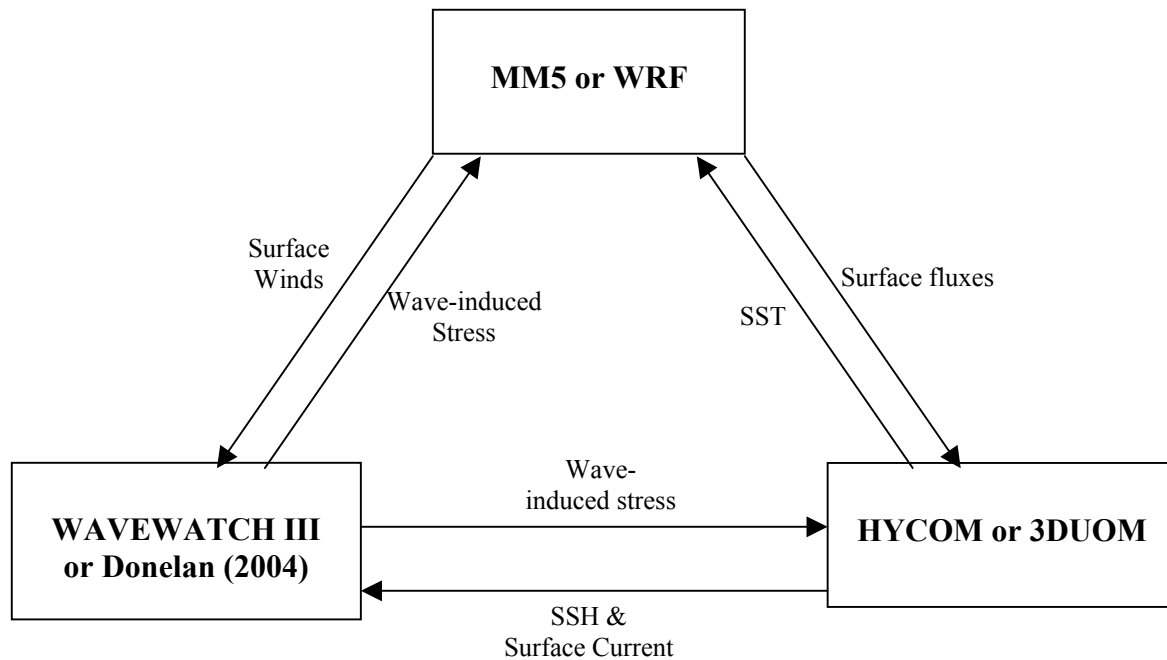 MM5 or WRF
Surface
Winds
Wave-induced
Stress
SST
Surface fluxes
Wave-
induced stress
WAVEWATCH III
or Donelan (2004)
HYCOM or 3DUOM
SSH &
Surface Current